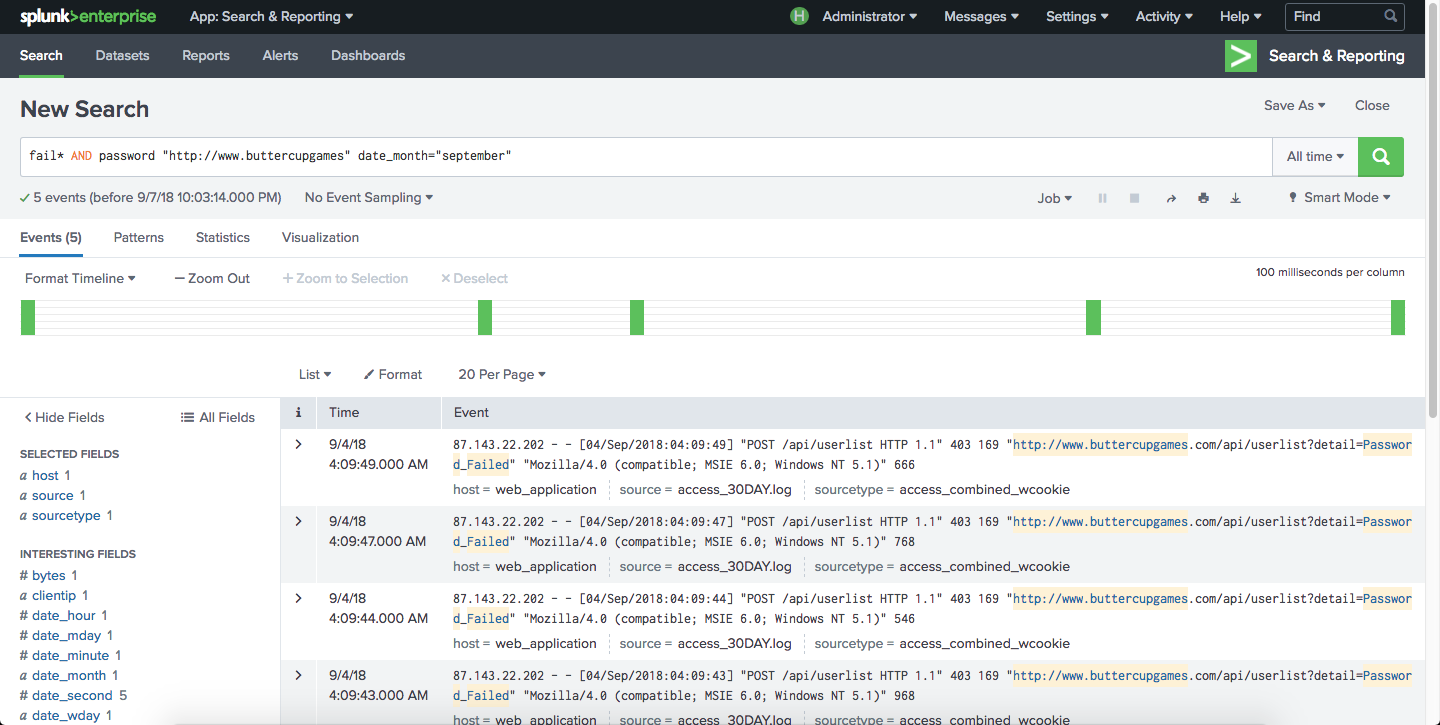 splunk>enterprise App: Search & Reporting H Administrator Messages Settings Activity Help Find
Search Datasets Reports Alerts Dashboards Search & Reporting
New Search Save As Close
fail* AND password "http://www.buttercupgames" date_month="september" All time
5 events (before 9/7/18 10:03:14.000 PM) No Event Sampling Job Smart Mode
Events (5) Patterns Statistics Visualization
Format Timeline — Zoom Out + Zoom to Selection × Deselect 100 milliseconds per column
List Format 20 Per Page
< Hide Fields All Fields i Time Event
SELECTED FIELDS
a host 1
a source 1
a sourcetype 1
INTERESTING FIELDS
# bytes 1
a clientip 1
# date_hour 1
# date_mday 1
# date_minute 1
a date_month 1
# date_second 5
a date_wday 1
> 9/4/18 87.143.22.202 - - [04/Sep/2018:04:09:49] "POST /api/userlist HTTP 1.1" 403 169 "http://www.buttercupgames.com/api/userlist?detail=Passwor
4:09:49.000 AM d_Failed" "Mozilla/4.0 (compatible; MSIE 6.0; Windows NT 5.1)" 666
host = web_application source = access_30DAY.log sourcetype = access_combined_wcookie
> 9/4/18 87.143.22.202 - - [04/Sep/2018:04:09:47] "POST /api/userlist HTTP 1.1" 403 169 "http://www.buttercupgames.com/api/userlist?detail=Passwor
4:09:47.000 AM d_Failed" "Mozilla/4.0 (compatible; MSIE 6.0; Windows NT 5.1)" 768
host = web_application source = access_30DAY.log sourcetype = access_combined_wcookie
> 9/4/18 87.143.22.202 - - [04/Sep/2018:04:09:44] "POST /api/userlist HTTP 1.1" 403 169 "http://www.buttercupgames.com/api/userlist?detail=Passwor
4:09:44.000 AM d_Failed" "Mozilla/4.0 (compatible; MSIE 6.0; Windows NT 5.1)" 546
host = web_application source = access_30DAY.log sourcetype = access_combined_wcookie
> 9/4/18 87.143.22.202 - - [04/Sep/2018:04:09:43] "POST /api/userlist HTTP 1.1" 403 169 "http://www.buttercupgames.com/api/userlist?detail=Passwor
4:09:43.000 AM d_Failed" "Mozilla/4.0 (compatible; MSIE 6.0; Windows NT 5.1)" 968
host = web_application source = access_30DAY.log sourcetype = access_combined_wcookie